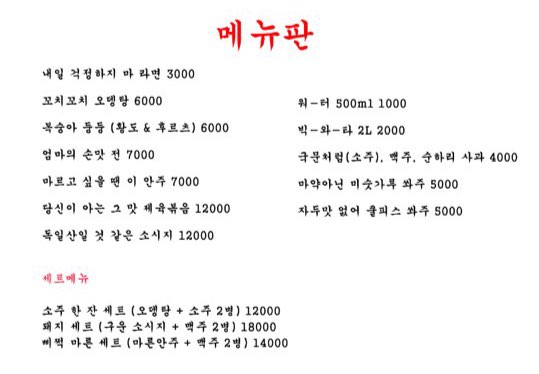 메뉴판
내일 걱정하지 마 라면 3000
꼬치꼬치 오뎅탕 6000
복숭아 둥둥 (황도 & 후르츠) 6000
엄마의 손맛 전 7000
마르고 싶을 땐 이 안주 7000
당신이 아는 그 맛 제육볶음 12000
독일산일 것 같은 소시지 12000
워-터 500ml 1000
빅-와-타 2L 2000
국문처럼(소주), 맥주, 순하리 사과 4000
마약아닌 미숫가루 쏴주 5000
자두맛 없어 쿨피스 쏴주 5000
세트메뉴
소주 한 잔 세트 (오뎅탕 + 소주 2병) 12000
돼지 세트 (구운 소시지 + 맥주 2병) 18000
삐쩍 마른 세트 (마른안주 + 맥주 2병) 14000